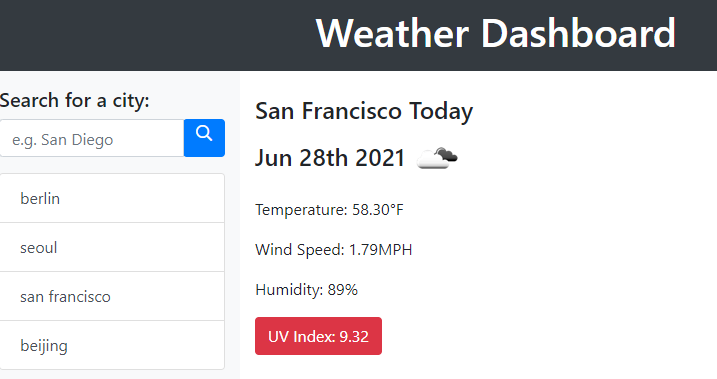 Weather Dashboard
Search for a city:
e.g. San Diego
berlin
seoul
san francisco
beijing
San Francisco Today
Jun 28th 2021
Temperature: 58.30°F
Wind Speed: 1.79MPH
Humidity: 89%
UV Index: 9.32